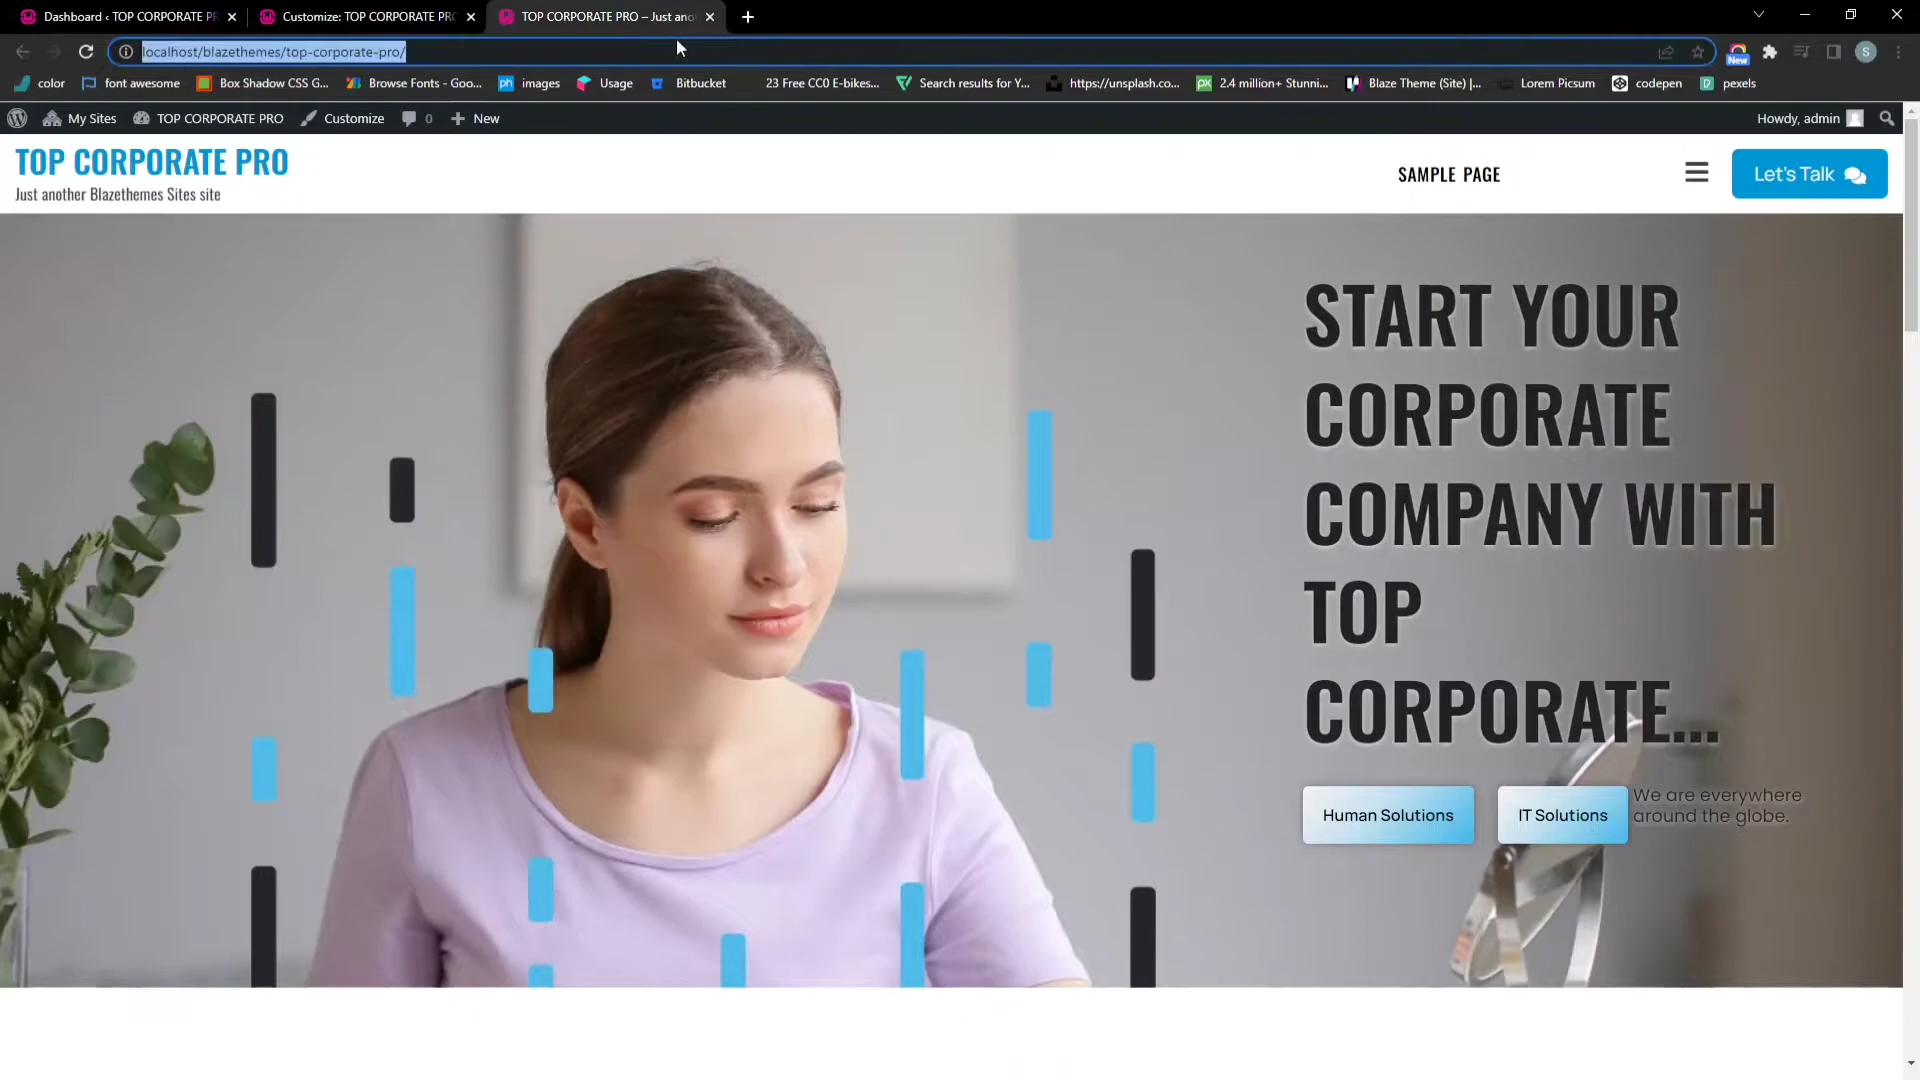 Dashboard ‹ TOP CORPORATE PR
Customize: TOP CORPORATE PRO
TOP CORPORATE PRO – Just ano
localhost/blazethemes/top-corporate-pro/
New
S
color
font awesome
Box Shadow CSS G...
Browse Fonts - Goo...
ph
images
Usage
Bitbucket
23 Free CC0 E-bikes...
Search results for Y...
https://unsplash.co...
px
2.4 million+ Stunni...
Blaze Theme (Site) |...
Lorem Picsum
codepen
pexels
My Sites
TOP CORPORATE PRO
Customize
0
New
Howdy, admin
TOP CORPORATE PRO
Just another Blazethemes Sites site
SAMPLE PAGE
Let's Talk
START YOUR
CORPORATE
COMPANY WITH
TOP
CORPORATE...
Human Solutions
IT Solutions
We are everywhere
around the globe.